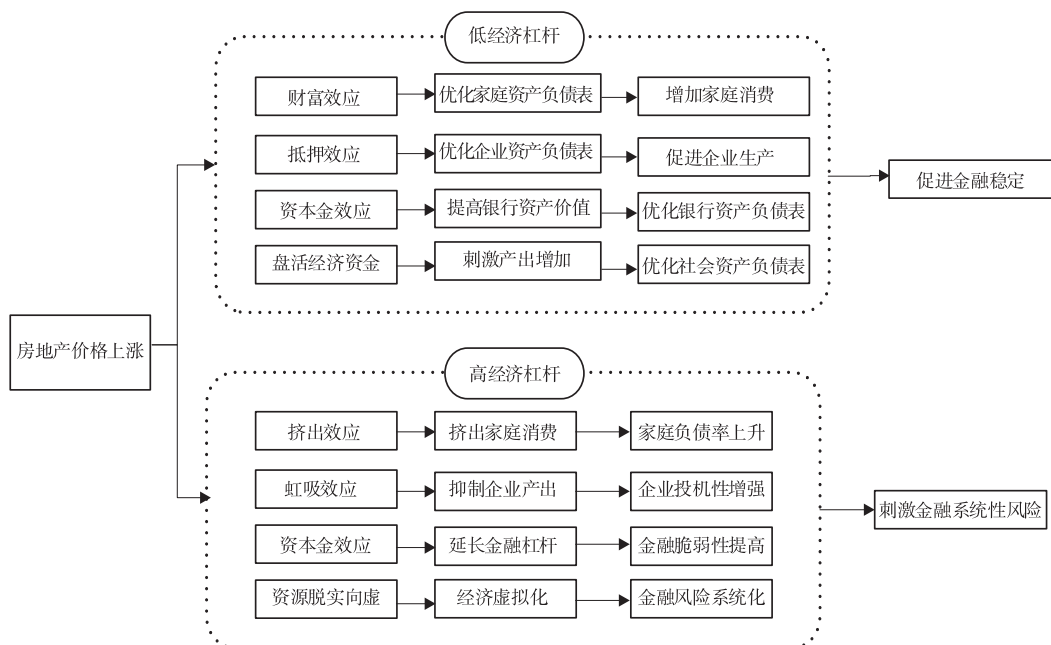 低经济杠杆
财富效应
优化家庭资产负债表
增加家庭消费
抵押效应
优化企业资产负债表
促进企业生产
资本金效应
提高银行资产价值
优化银行资产负债表
盘活经济资金
刺激产出增加
优化社会资产负债表
促进金融稳定
房地产价格上涨
高经济杠杆
挤出效应
挤出家庭消费
家庭负债率上升
虹吸效应
抑制企业产出
企业投机性增强
资本金效应
延长金融杠杆
金融脆弱性提高
资源脱实向虚
经济虚拟化
金融风险系统化
刺激金融系统性风险